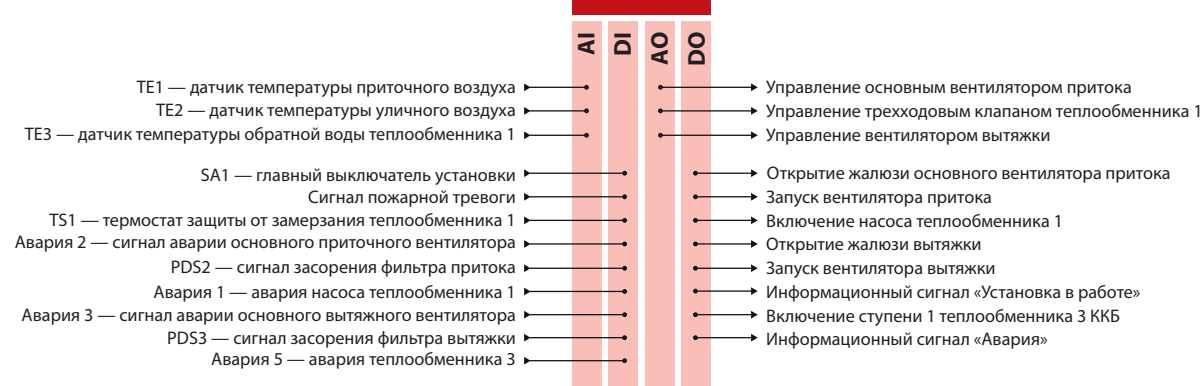 AI DI AO DO
TE1 — датчик температуры приточного воздуха
TE2 — датчик температуры уличного воздуха
TE3 — датчик температуры обратной воды теплообменника 1
SA1 — главный выключатель установки
Сигнал пожарной тревоги
TS1 — термостат защиты от замерзания теплообменника 1
Авария 2 — сигнал аварии основного приточного вентилятора
PDS2 — сигнал засорения фильтра притока
Авария 1 — авария насоса теплообменника 1
Авария 3 — сигнал аварии основного вытяжного вентилятора
PDS3 — сигнал засорения фильтра вытяжки
Авария 5 — авария теплообменника 3
Управление основным вентилятором притока
Управление трехходовым клапаном теплообменника 1
Управление вентилятором вытяжки
Открытие жалюзи основного вентилятора притока
Запуск вентилятора притока
Включение насоса теплообменника 1
Открытие жалюзи вытяжки
Запуск вентилятора вытяжки
Информационный сигнал «Установка в работе»
Включение ступени 1 теплообменника 3 ККБ
Информационный сигнал «Авария»